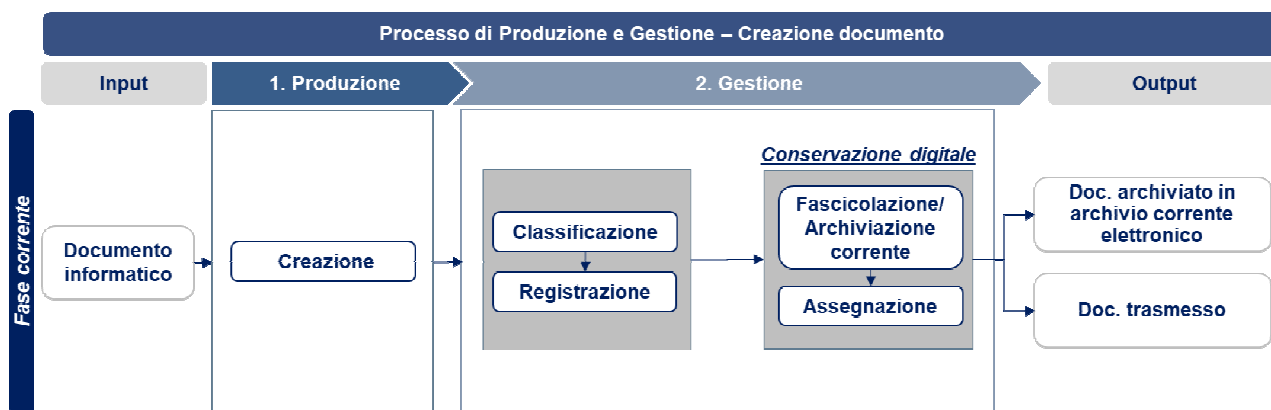 Processo di Produzione e Gestione – Creazione documento
Input
1. Produzione
2. Gestione
Output
Fase corrente
Documento
informatico
Creazione
Classificazione
Registrazione
Conservazione digitale
Fascicolazione/
Archiviazione
corrente
Assegnazione
Doc. archiviato in
archivio corrente
elettronico
Doc. trasmesso